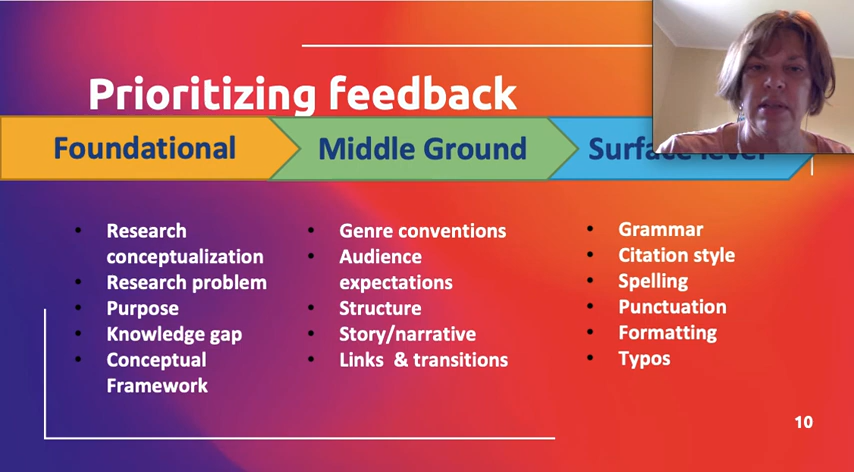 Prioritizing feedback
Foundational
Middle Ground
Surface level
• Research
conceptualization
• Research problem
• Purpose
• Knowledge gap
• Conceptual
Framework
• Genre conventions
• Audience
expectations
• Structure
• Story/narrative
• Links & transitions
• Grammar
• Citation style
• Spelling
• Punctuation
• Formatting
• Typos
10